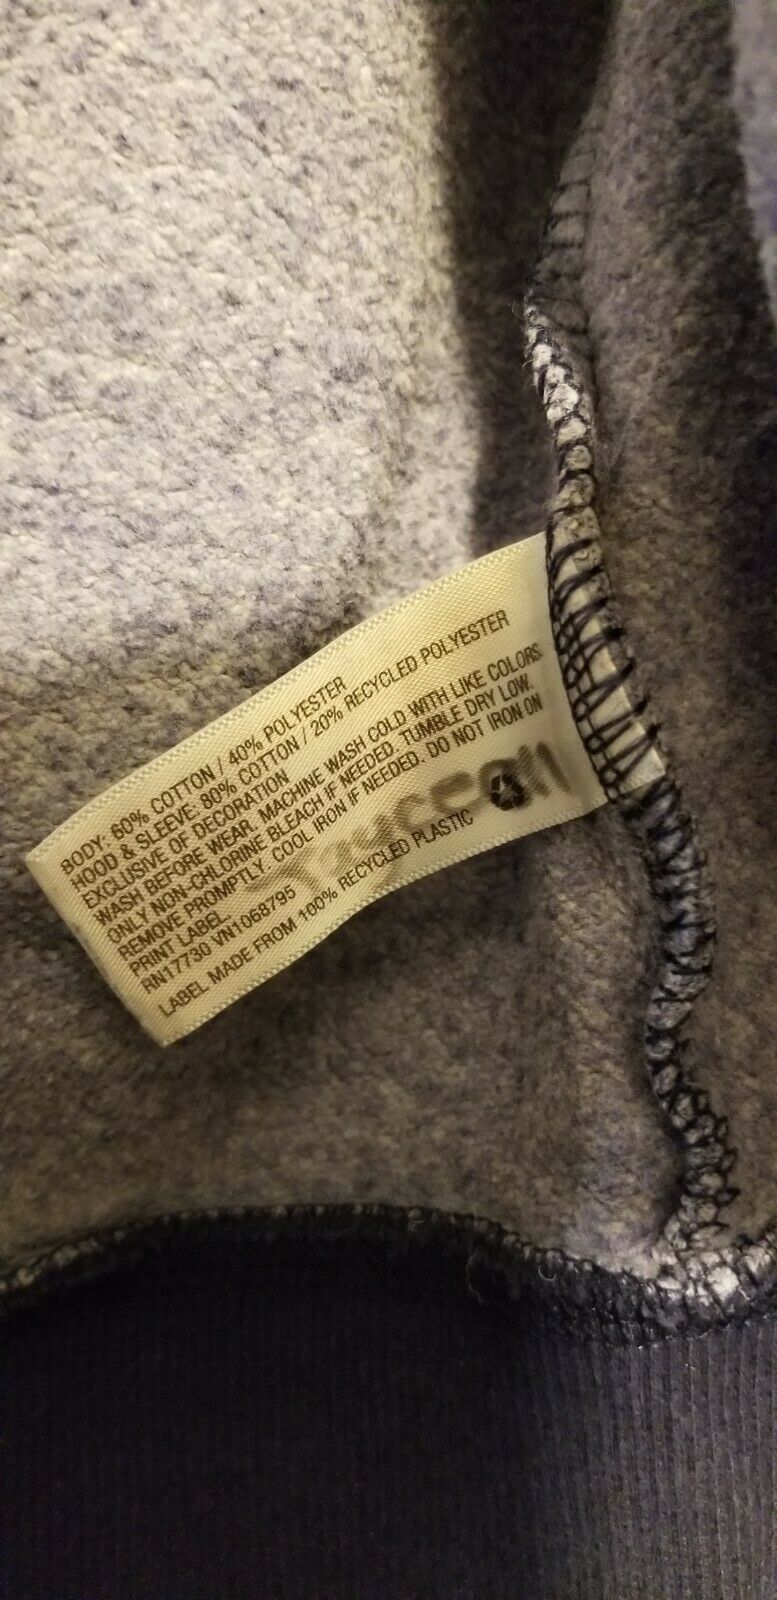 BODY: 60% COTTON / 40% POLYESTER
HOOD & SLEEVE: 80% COTTON / 20% RECYCLED POLYESTER
EXCLUSIVE OF DECORATION
WASH BEFORE WEAR. MACHINE WASH COLD WITH LIKE COLORS.
ONLY NON-CHLORINE BLEACH IF NEEDED. TUMBLE DRY LOW.
REMOVE PROMPTLY. COOL IRON IF NEEDED. DO NOT IRON ON
PRINT LABEL.
RN17730 VN1068795
LABEL MADE FROM 100% RECYCLED PLASTIC